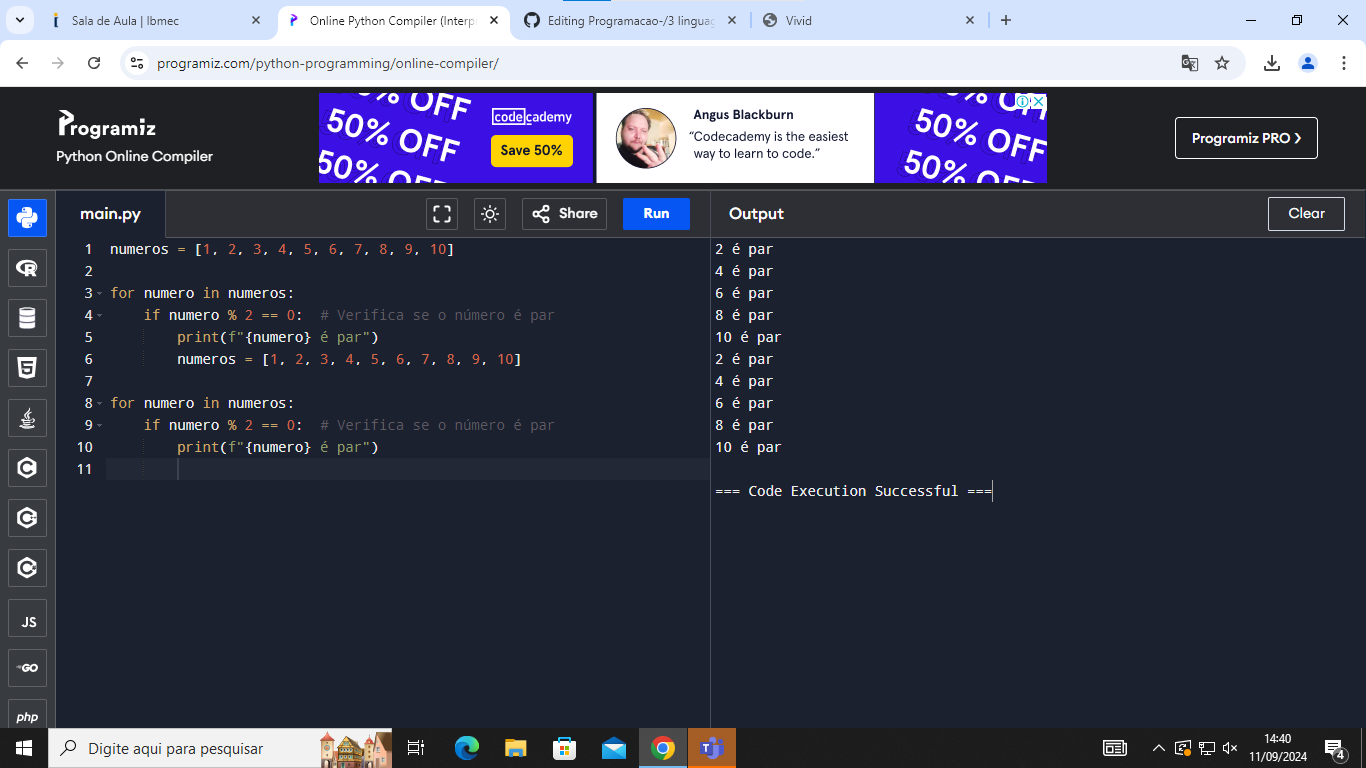 Sala de Aula | Ibmec
Online Python Compiler (Interp
Editing Programacao-/3 linguag
Vivid
programiz.com/python-programming/online-compiler/
Programiz
Python Online Compiler
50% OFF
50% OFF
50% OFF
codecademy
Save 50%
Angus Blackburn
“Codecademy is the easiest
way to learn to code.”
50% OFF
50% OFF
Programiz PRO
main.py
Share
Run
Output
Clear
1 numeros = [1, 2, 3, 4, 5, 6, 7, 8, 9, 10]
2
3 for numero in numeros:
4     if numero % 2 == 0:  # Verifica se o número é par
5         print(f"{numero} é par")
6         numeros = [1, 2, 3, 4, 5, 6, 7, 8, 9, 10]
7
8 for numero in numeros:
9     if numero % 2 == 0:  # Verifica se o número é par
10         print(f"{numero} é par")
11
2 é par
4 é par
6 é par
8 é par
10 é par
2 é par
4 é par
6 é par
8 é par
10 é par
=== Code Execution Successful ===
JS
GO
php
Digite aqui para pesquisar
14:40
11/09/2024
4